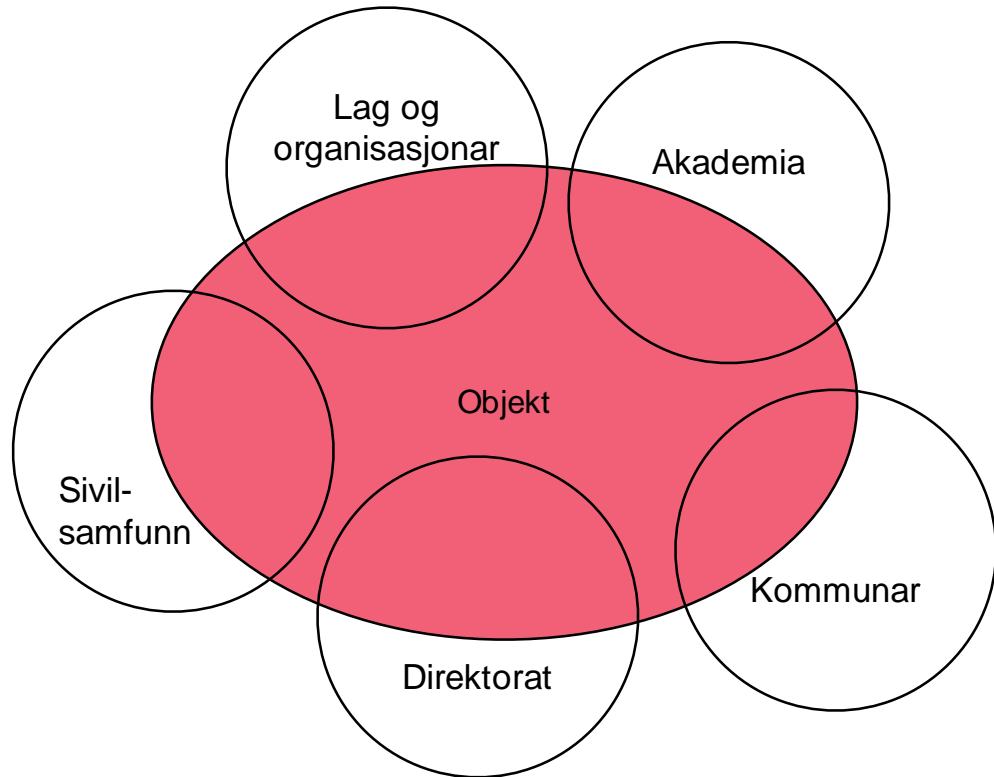 Lag og
organisasjonar
Akademia
Objekt
Sivil-
samfunn
Kommunar
Direktorat